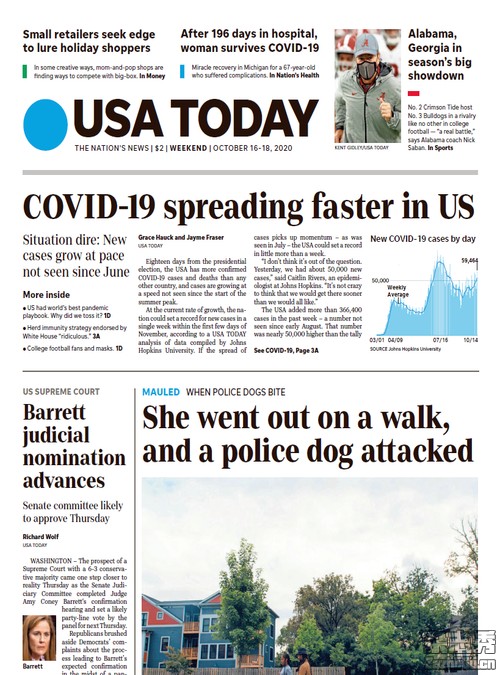 Small retailers seek edge
to lure holiday shoppers
In some creative ways, mom-and-pop shops are
finding ways to compete with big-box. In Money
After 196 days in hospital,
woman survives COVID-19
Miracle recovery in Michigan for a 67-year-old
who suffered complications. In Nation's Health
KENT GIDLEY/USA TODAY
Alabama,
Georgia in
season's big
showdown
No. 2 Crimson Tide host
No. 3 Bulldogs in a rivalry
like no other in college
football — "a real battle,"
says Alabama coach Nick
Saban. In Sports
USA TODAY
THE NATION'S NEWS | $2 | WEEKEND | OCTOBER 16-18, 2020
COVID-19 spreading faster in US
Situation dire: New
cases grow at pace
not seen since June
More inside
● US had world's best pandemic
playbook. Why did we toss it? 1D
● Herd immunity strategy endorsed by
White House "ridiculous." 3A
● College football fans and masks. 1D
Grace Hauck and Jayme Fraser
USA TODAY
Eighteen days from the presidential
election, the USA has more confirmed
COVID-19 cases and deaths than any
other country, and cases are growing at
a speed not seen since the start of the
summer peak.
At the current rate of growth, the na-
tion could set a record for new cases in a
single week within the first few days of
November, according to a USA TODAY
analysis of data compiled by Johns
Hopkins University. If the spread of
cases picks up momentum – as was
seen in July – the USA could set a record
in little more than a week.
"I don't think it's out of the question.
Yesterday, we had about 50,000 new
cases," said Caitlin Rivers, an epidemi-
ologist at Johns Hopkins. "It's not crazy
to think that we would get there sooner
than we would all like."
The USA added more than 366,400
cases in the past week – a number not
seen since early August. That number
was nearly 50,000 higher than the tally
See COVID-19, Page 3A
New COVID-19 cases by day
59,464
50,000
Weekly
Average
03/01 04/09 07/16 10/14
SOURCE Johns Hopkins University
US SUPREME COURT
Barrett
judicial
nomination
advances
Senate committee likely
to approve Thursday
Richard Wolf
USA TODAY
WASHINGTON – The prospect of a
Supreme Court with a 6-3 conserva-
tive majority came one step closer to
reality Thursday as the Senate Judi-
ciary Committee completed Judge
Amy Coney Barrett's confirmation
hearing and set a likely
party-line vote by the
panel for next Thursday.
Republicans brushed
aside Democrats' com-
plaints about the pro-
cess leading to Barrett's
expected confirmation
in the midst of a pan-
Barrett
MAULED WHEN POLICE DOGS BITE
She went out on a walk,
and a police dog attacked